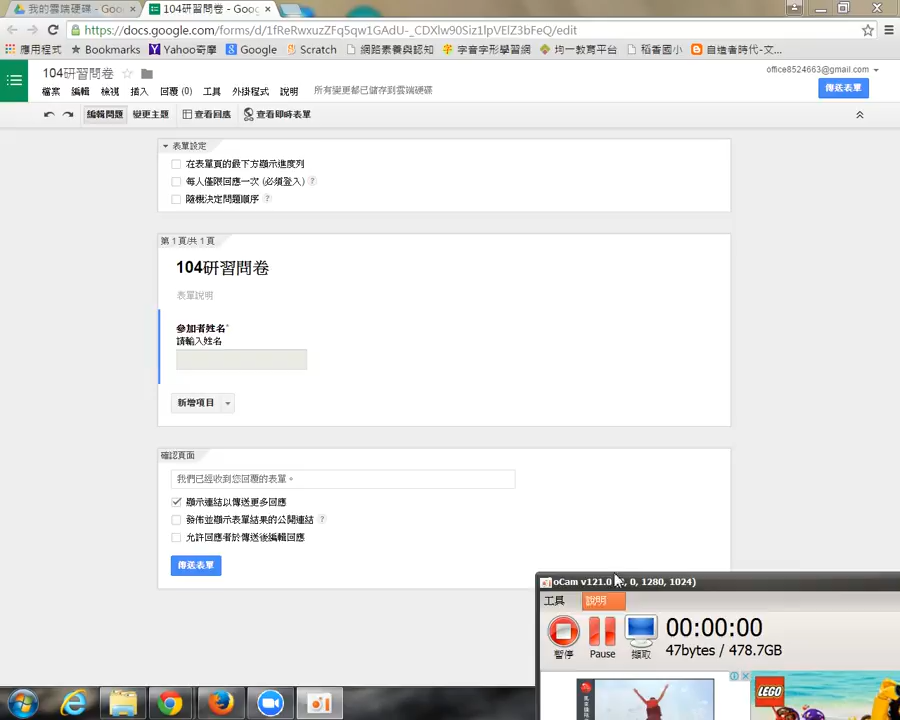 我的雲端硬碟 - Goo
104研習問卷 - Goog
https://docs.google.com/forms/d/1fReRwxuzZFq5qw1GAdU-_CDXlw90Siz1lpVElZ3bFeQ/edit
應用程式 Bookmarks Yahoo奇摩 Google Scratch 網路素養與認知 字音字形學習網 均一教育平台 稻香國小 自造者時代-文...
104研習問卷
office8524663@gmail.com
檔案 編輯 檢視 插入 回覆 (0) 工具 外掛程式 說明 所有變更都已儲存到雲端硬碟
傳送表單
編輯問題 變更主題 查看回應 查看即時表單
表單設定
在表單頁的最下方顯示進度列
每人僅限回應一次 (必須登入) ?
隨機決定問題順序 ?
第 1 頁/共 1 頁
104研習問卷
表單說明
參加者姓名*
請輸入姓名
新增項目
確認頁面
我們已經收到您回覆的表單。
顯示連結以傳送更多回應
發佈並顯示表單結果的公開連結 ?
允許回應者於傳送後編輯回應
傳送表單
oCam v121.0 , 0, 1280, 1024)
工具 說明
00:00:00
47bytes / 478.7GB
暫停 Pause 擷取
LEGO